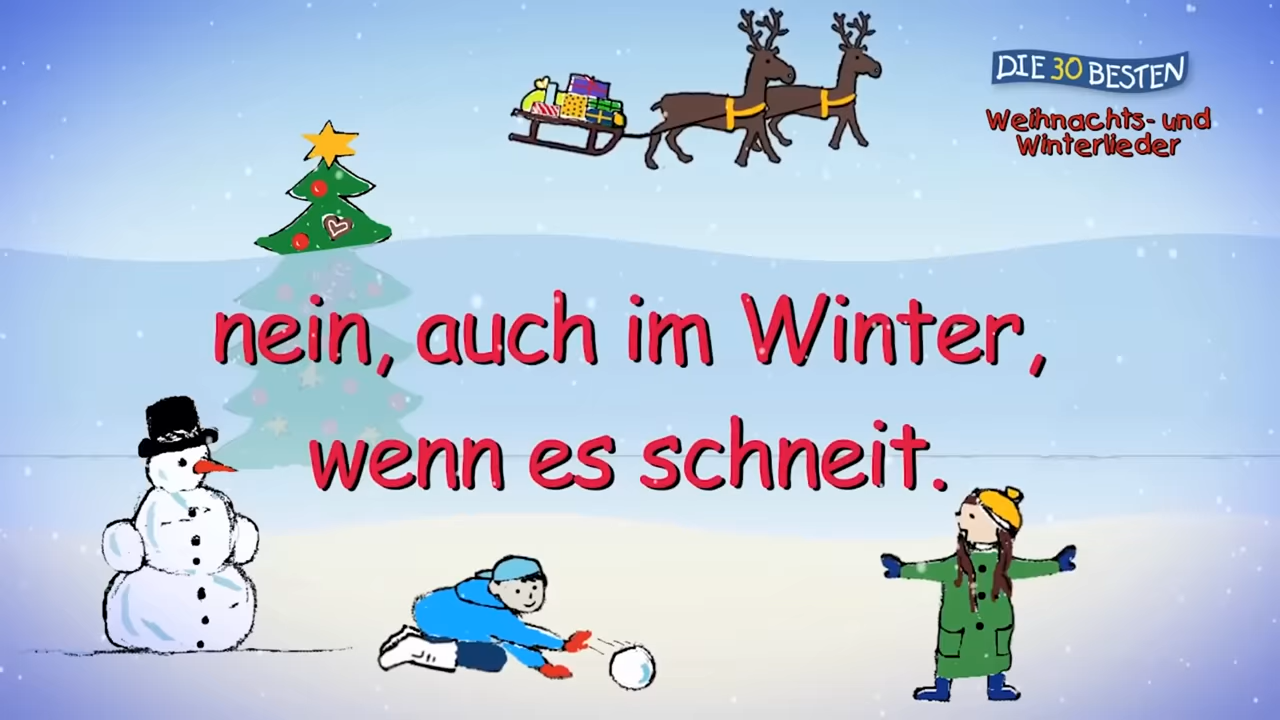 DIE 30 BESTEN
Weihnachts- und
Winterlieder
nein, auch im Winter,
wenn es schneit.